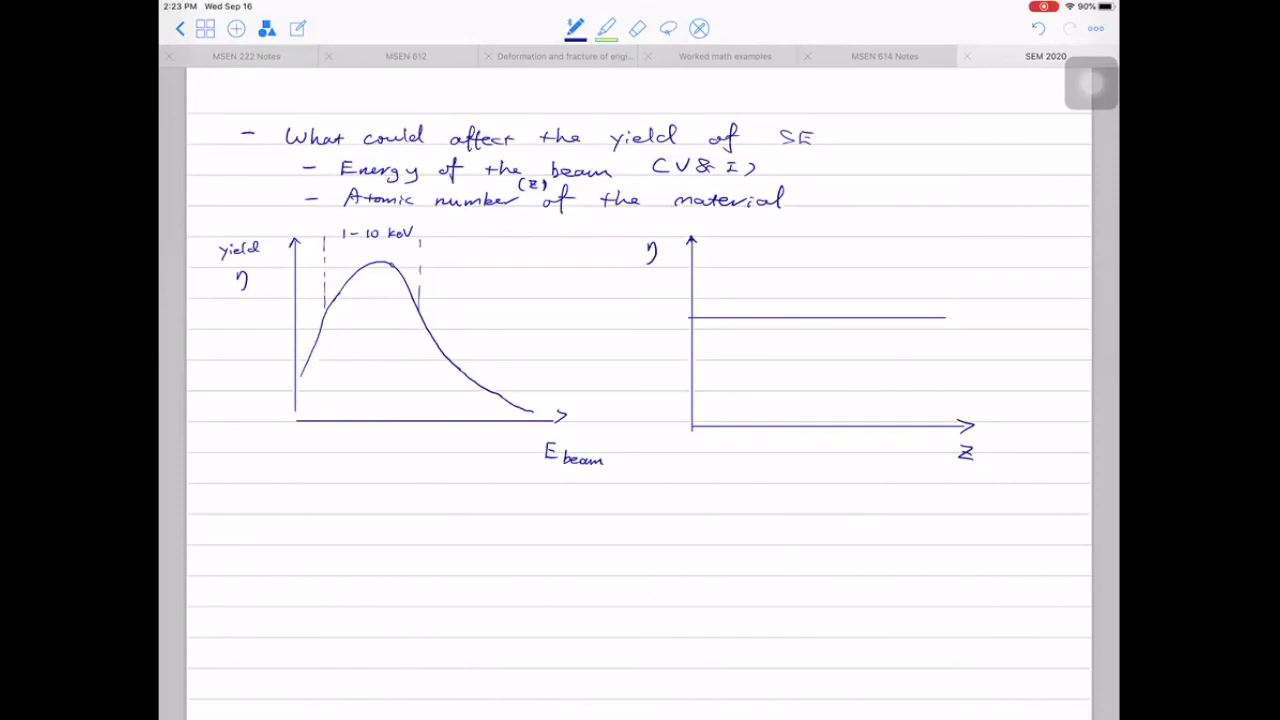 2:23 PM Wed Sep 16
90%
MSEN 222 Notes
MSEN 612
Deformation and fracture of engi...
Worked math examples
MSEN 614 Notes
SEM 2020
- What could affect the yield of SE
- Energy of the beam (V & I)
- Atomic number (Z) of the material
1-10 keV
yield
η
E beam
η
Z